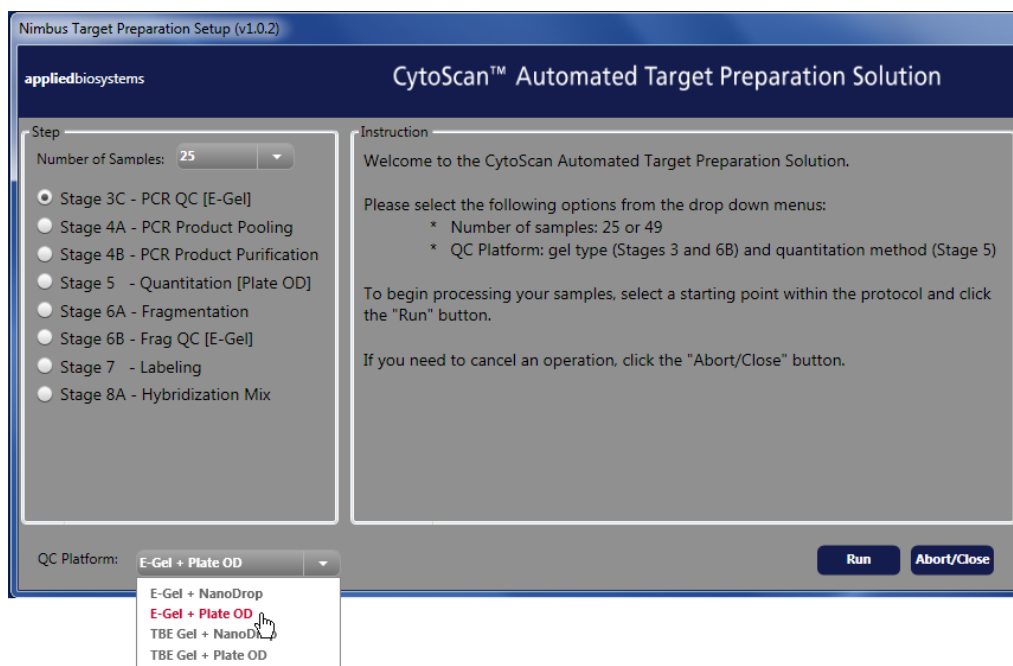 Nimbus Target Preparation Setup (v1.0.2)
appliedbiosystems
CytoScan™ Automated Target Preparation Solution
Step
Number of Samples: 25
Stage 3C - PCR QC [E-Gel]
Stage 4A - PCR Product Pooling
Stage 4B - PCR Product Purification
Stage 5 - Quantitation [Plate OD]
Stage 6A - Fragmentation
Stage 6B - Frag QC [E-Gel]
Stage 7 - Labeling
Stage 8A - Hybridization Mix
Instruction
Welcome to the CytoScan Automated Target Preparation Solution.
Please select the following options from the drop down menus:
* Number of samples: 25 or 49
* QC Platform: gel type (Stages 3 and 6B) and quantitation method (Stage 5)
To begin processing your samples, select a starting point within the protocol and click
the "Run" button.
If you need to cancel an operation, click the "Abort/Close" button.
QC Platform: E-Gel + Plate OD
Run Abort/Close
E-Gel + NanoDrop
E-Gel + Plate OD
TBE Gel + NanoDrop
TBE Gel + Plate OD